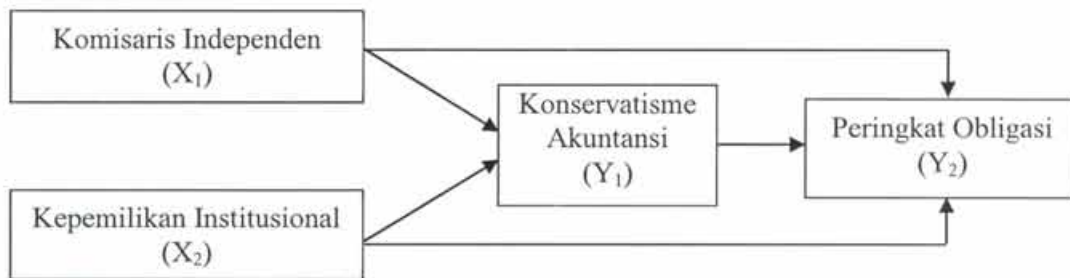 Komisaris Independen
(X₁)
Konservatisme
Akuntansi
(Y₁)
Peringkat Obligasi
(Y₂)
Kepemilikan Institusional
(X₂)